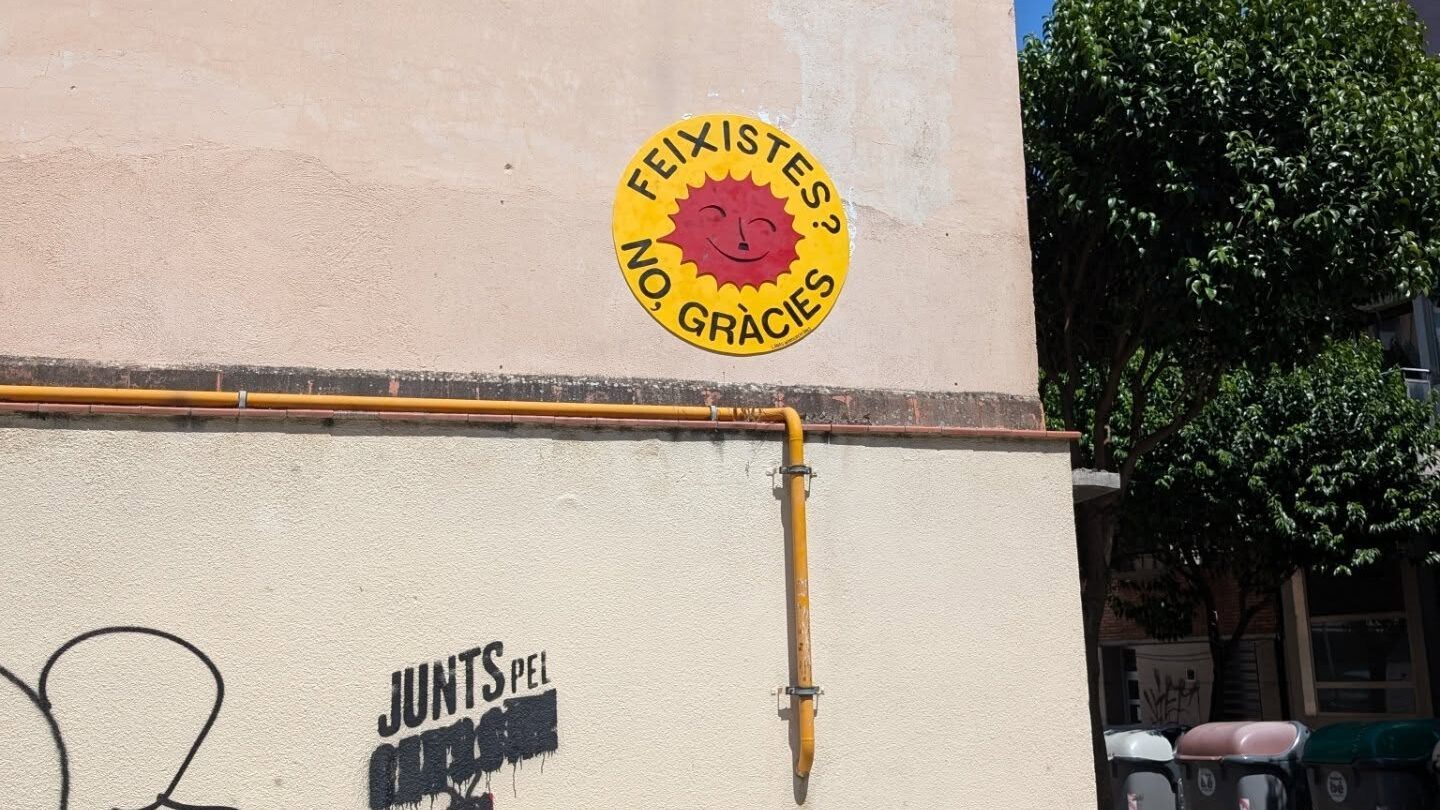 FEIXISTES?
NO, GRÀCIES
JUNTS PEL